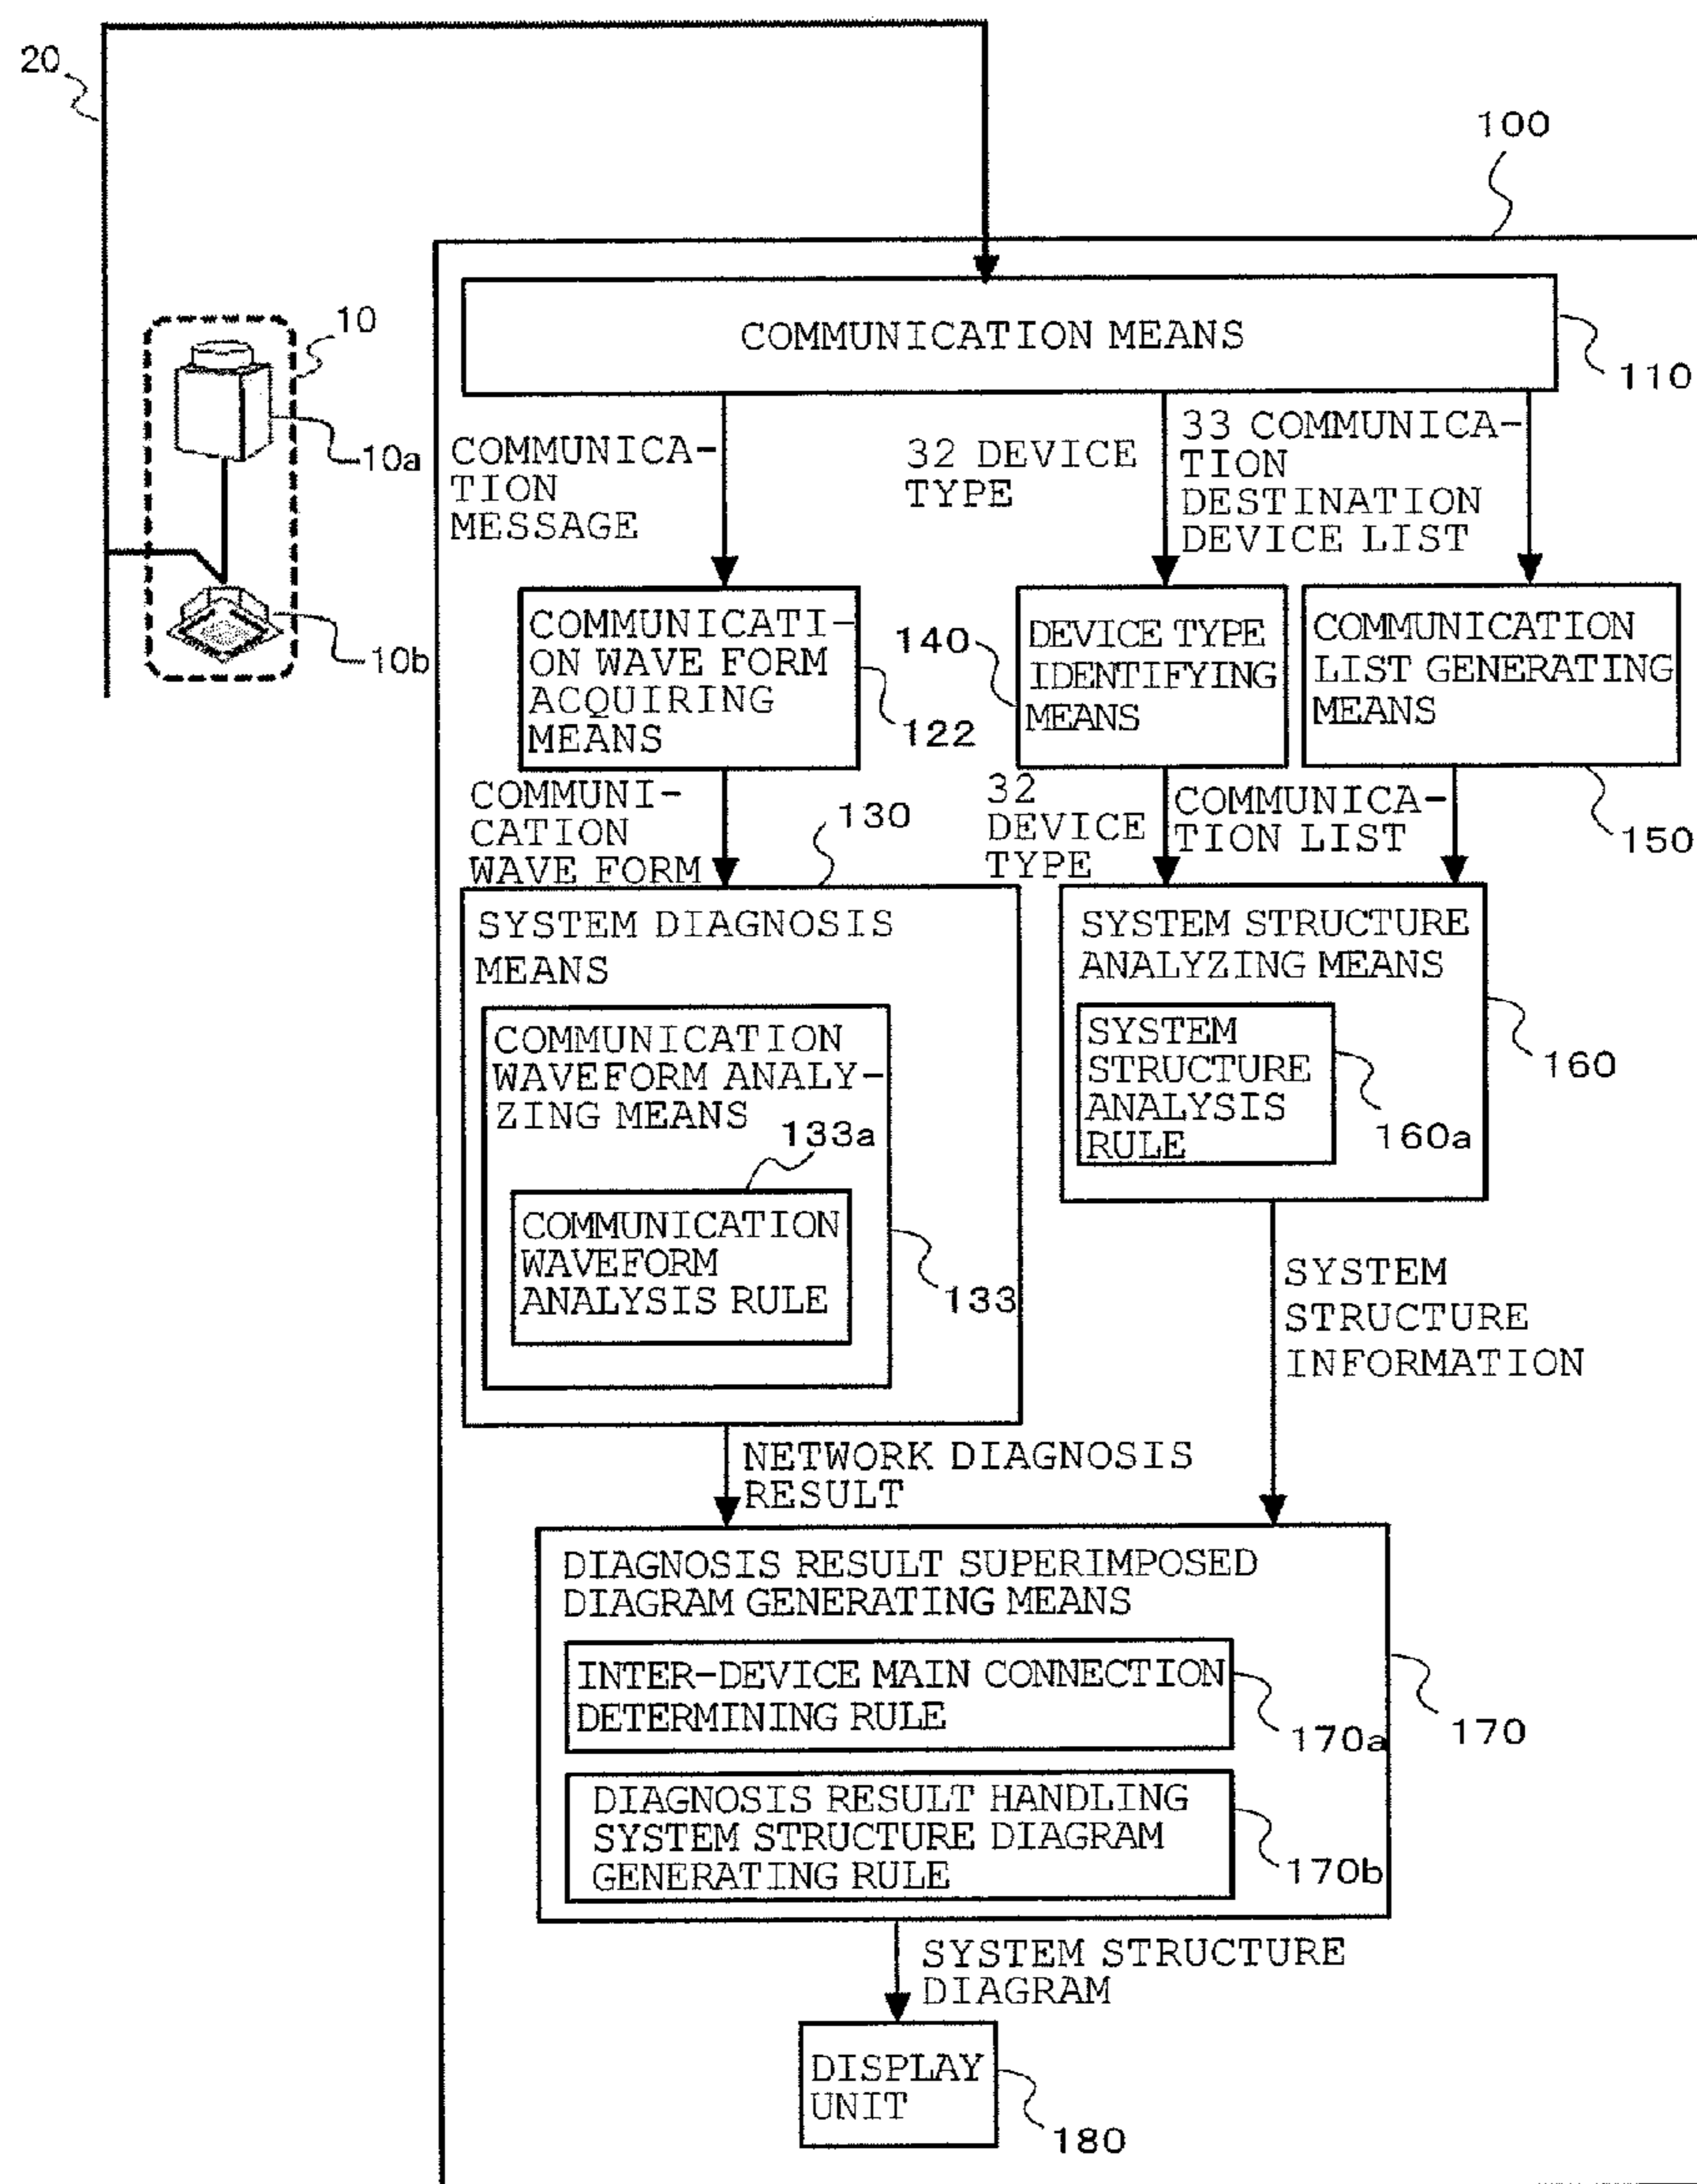 20
100
10
COMMUNICATION MEANS
110
10a
COMMUNICA-
TION
MESSAGE
32 DEVICE
TYPE
33 COMMUNICA-
TION
DESTINATION
DEVICE LIST
10b
COMMUNICATI-
ON WAVE FORM
ACQUIRING
MEANS
122
140
DEVICE TYPE
IDENTIFYING
MEANS
COMMUNICATION
LIST GENERATING
MEANS
150
COMMUNI-
CATION
WAVE FORM
130
32
DEVICE
TYPE
COMMUNICA-
TION LIST
SYSTEM DIAGNOSIS
MEANS
COMMUNICATION
WAVEFORM ANALY-
ZING MEANS
133a
COMMUNICATION
WAVEFORM
ANALYSIS RULE
133
SYSTEM STRUCTURE
ANALYZING MEANS
SYSTEM
STRUCTURE
ANALYSIS
RULE
160
160a
SYSTEM
STRUCTURE
INFORMATION
NETWORK DIAGNOSIS
RESULT
DIAGNOSIS RESULT SUPERIMPOSED
DIAGRAM GENERATING MEANS
INTER-DEVICE MAIN CONNECTION
DETERMINING RULE
170a
170
DIAGNOSIS RESULT HANDLING
SYSTEM STRUCTURE DIAGRAM
GENERATING RULE
170b
SYSTEM STRUCTURE
DIAGRAM
DISPLAY
UNIT
180